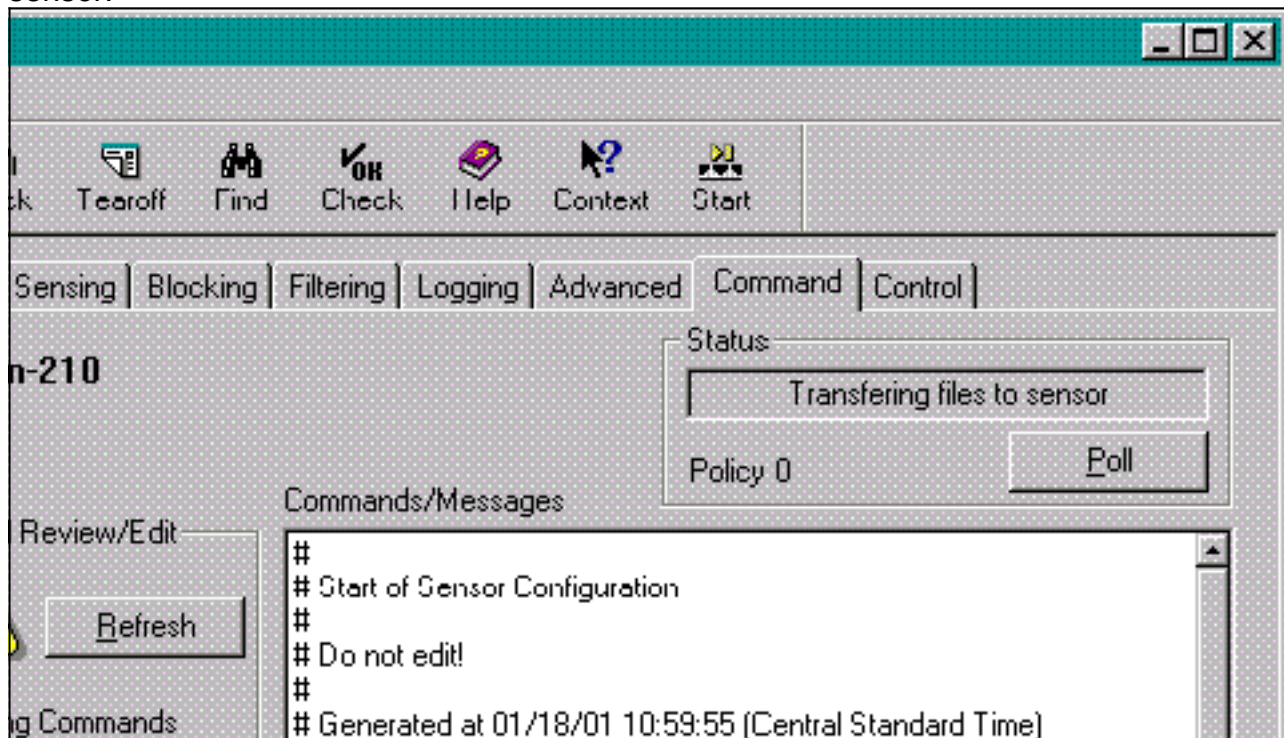 Tearoff Find Check Help Context Start
Sensing Blocking Filtering Logging Advanced Command Control
Status
n-210
Transfering files to sensor
Policy 0
Poll
Commands/Messages
Review/Edit
#
# Start of Sensor Configuration
#
Refresh
# Do not edit!
#
ng Commands
# Generated at 01/18/01 10:59:55 (Central Standard Time)